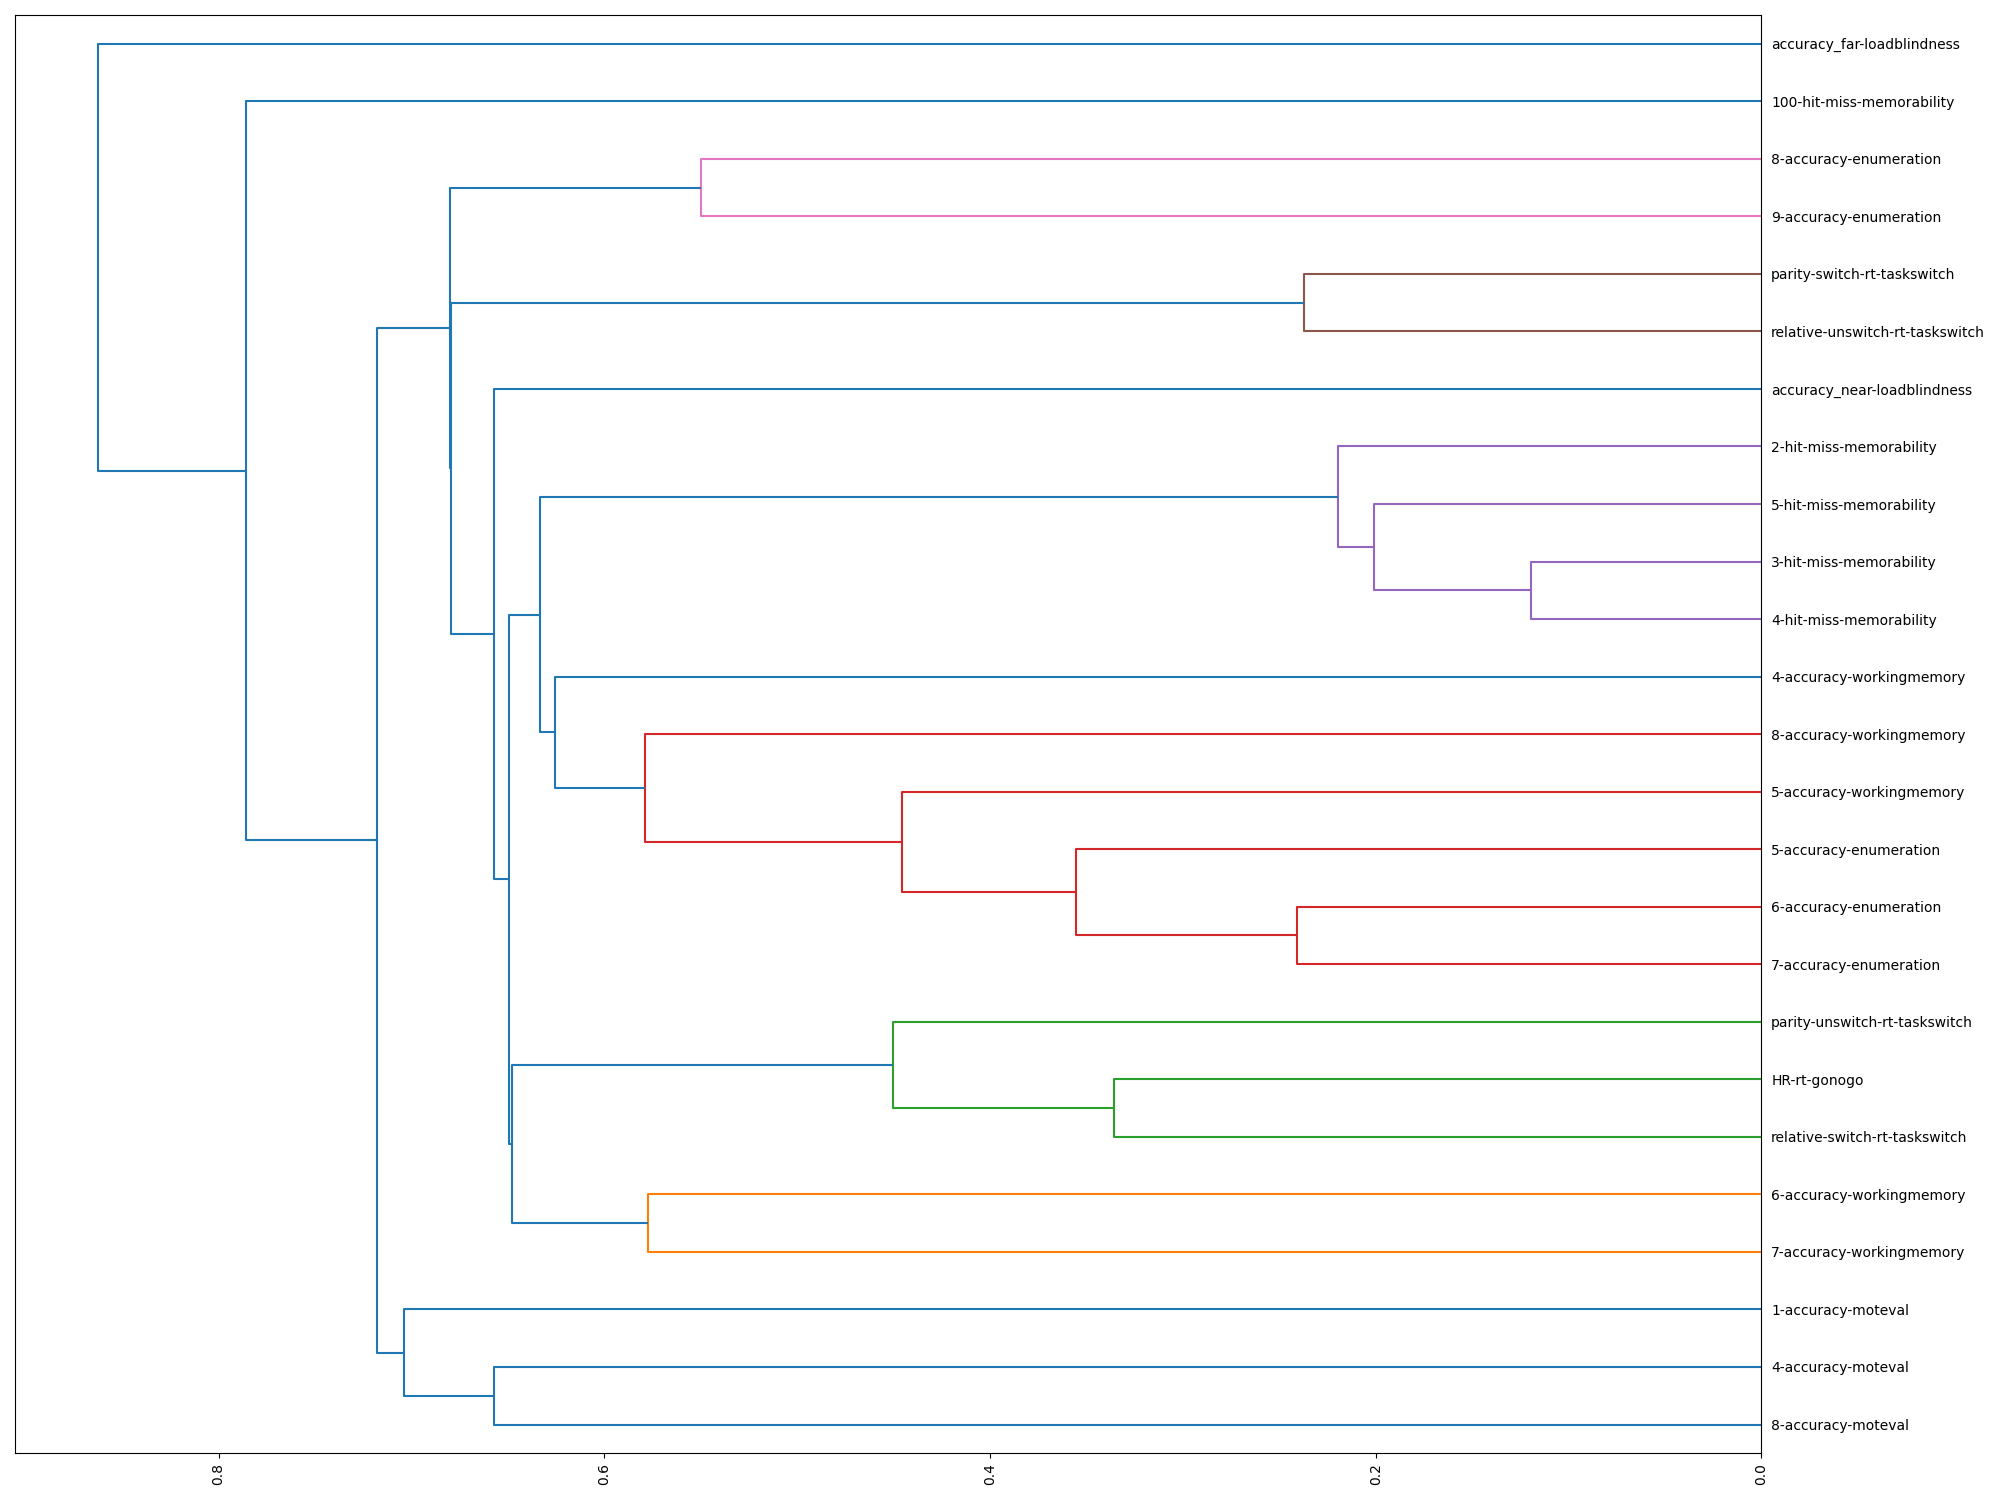 accuracy_far-loadblindness
100-hit-miss-memorability
8-accuracy-enumeration
9-accuracy-enumeration
parity-switch-rt-taskswitch
relative-unswitch-rt-taskswitch
accuracy_near-loadblindness
2-hit-miss-memorability
5-hit-miss-memorability
3-hit-miss-memorability
4-hit-miss-memorability
4-accuracy-workingmemory
8-accuracy-workingmemory
5-accuracy-workingmemory
5-accuracy-enumeration
6-accuracy-enumeration
7-accuracy-enumeration
parity-unswitch-rt-taskswitch
HR-rt-gonogo
relative-switch-rt-taskswitch
6-accuracy-workingmemory
7-accuracy-workingmemory
1-accuracy-moteval
4-accuracy-moteval
8-accuracy-moteval
0.8
0.6
0.4
0.2
0.0